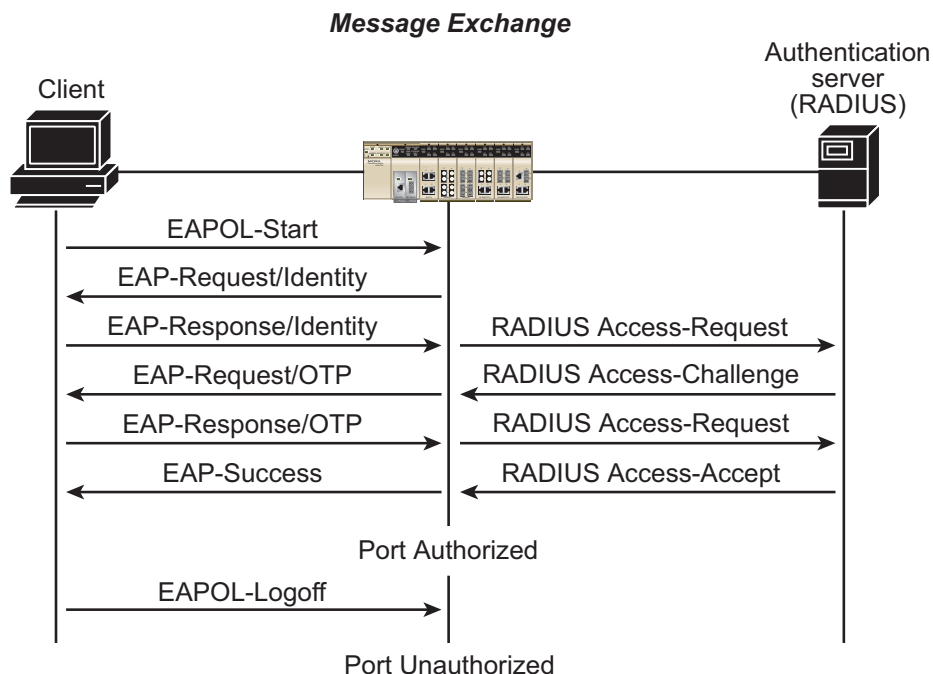 Message Exchange
Authentication
server
(RADIUS)
Client
EAPOL-Start
EAP-Request/Identity
EAP-Response/Identity
RADIUS Access-Request
EAP-Request/OTP
RADIUS Access-Challenge
EAP-Response/OTP
RADIUS Access-Request
EAP-Success
RADIUS Access-Accept
Port Authorized
EAPOL-Logoff
Port Unauthorized